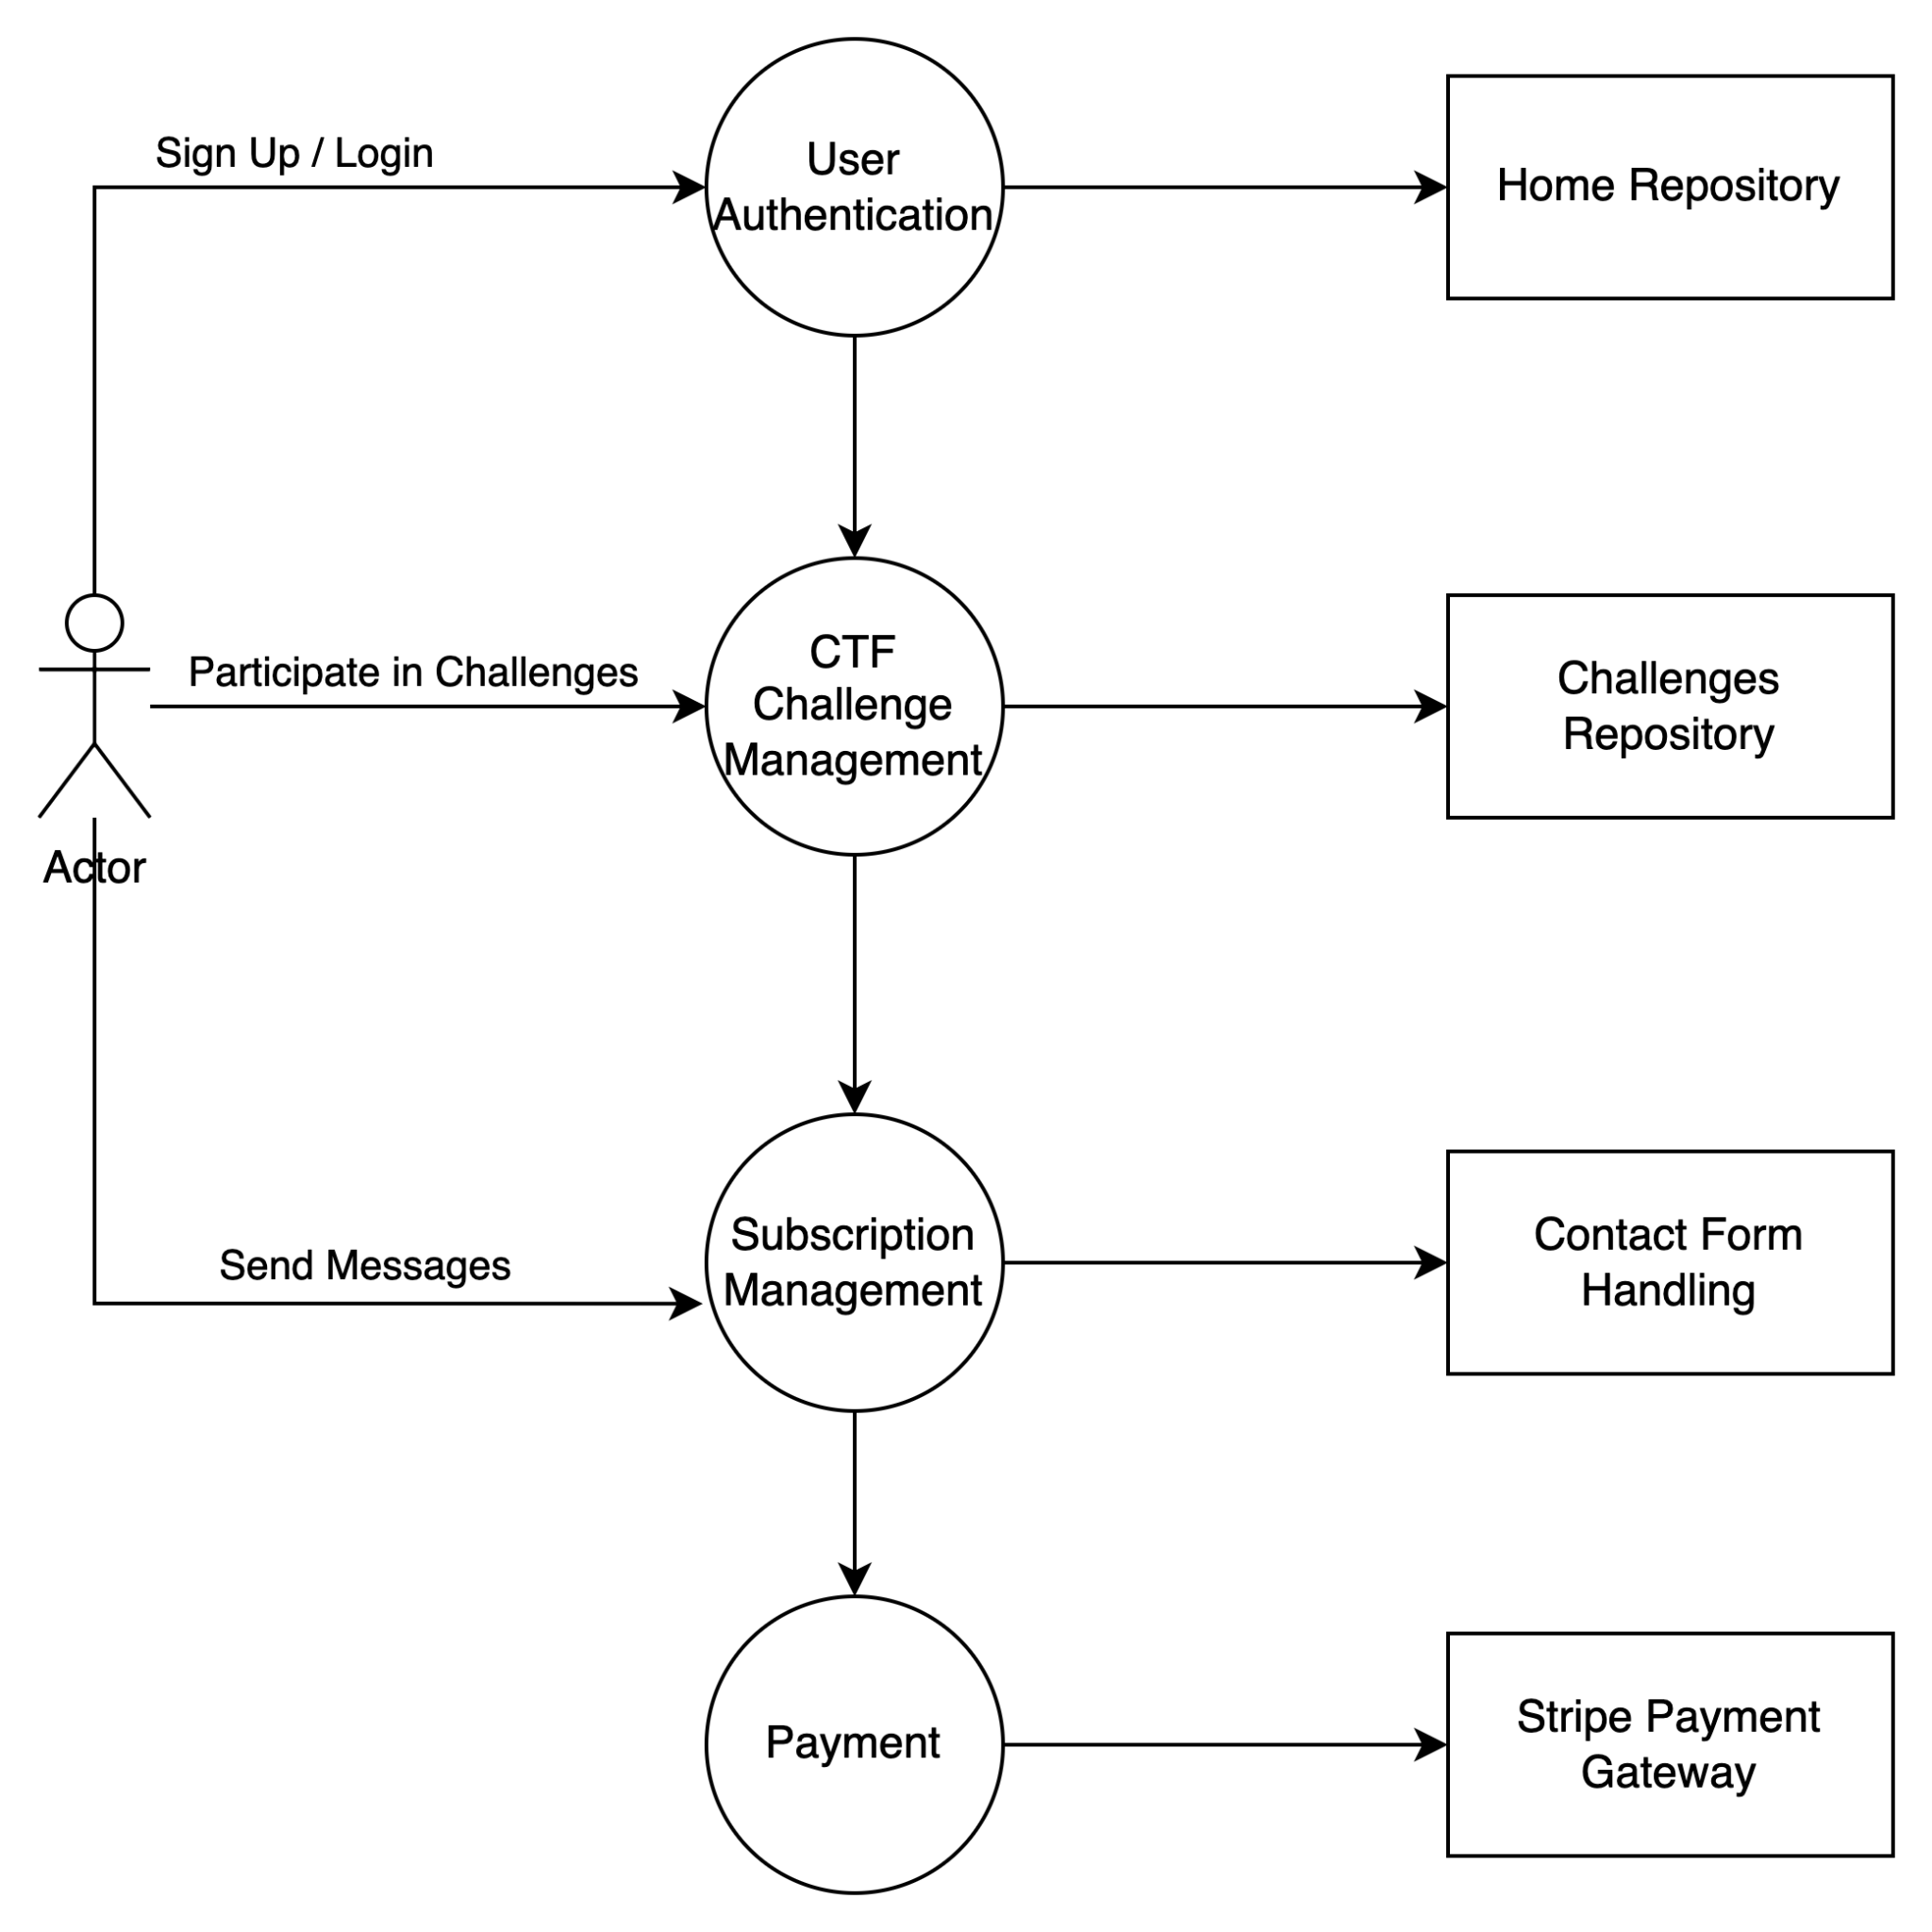 Sign Up / Login
User
Authentication
Home Repository
Participate in Challenges
CTF
Challenge
Management
Challenges
Repository
Actor
Send Messages
Subscription
Management
Contact Form
Handling
Payment
Stripe Payment
Gateway